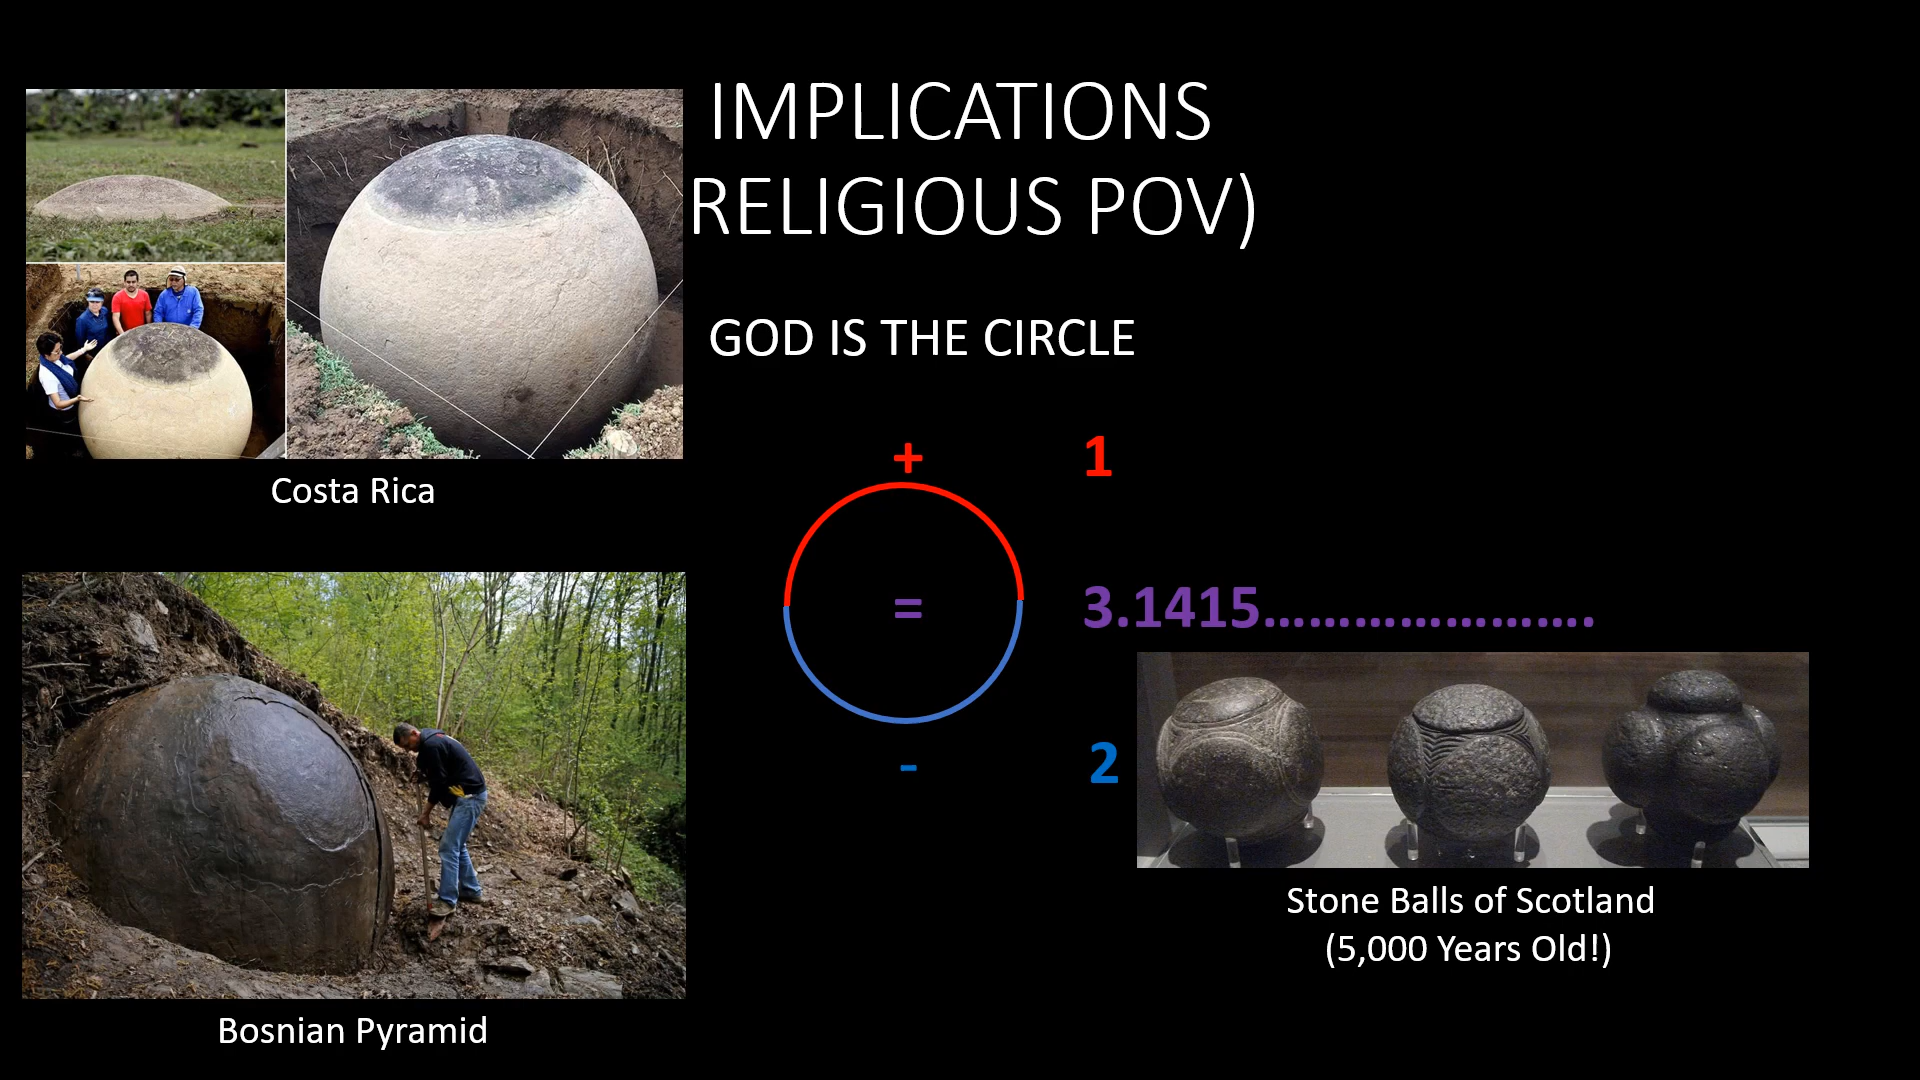 IMPLICATIONS
RELIGIOUS POV)
GOD IS THE CIRCLE
+ 1
Costa Rica
= 3.1415.......................
- 2
Stone Balls of Scotland
(5,000 Years Old!)
Bosnian Pyramid